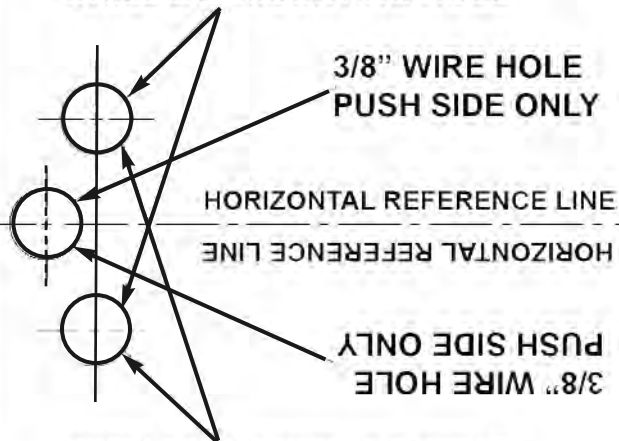 3/8” WIRE HOLE
PUSH SIDE ONLY
HORIZONTAL REFERENCE LINE
HORIZONTAL REFERENCE LINE
3/8” WIRE HOLE
PUSH SIDE ONLY